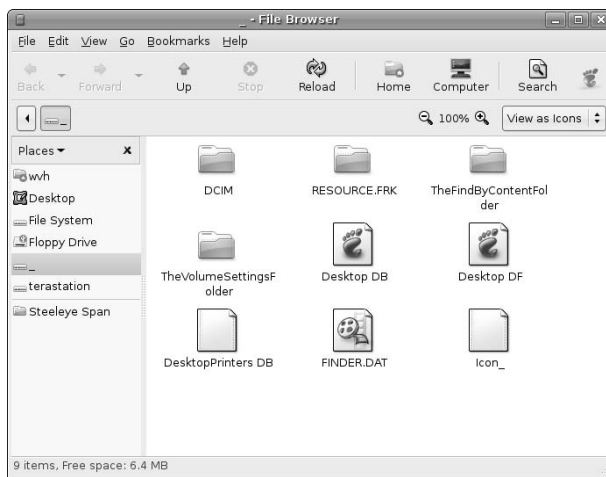 _ - File Browser
File Edit View Go Bookmarks Help
Back Forward Up Stop Reload Home Computer Search
_ 100% View as Icons
Places x
wvh
Desktop
File System
Floppy Drive
_
terastation
Steeleye Span
DCIM RESOURCE.FRK TheFindByContentFol
der
TheVolumeSettingsF Desktop DB Desktop DF
older
DesktopPrinters DB FINDER.DAT Icon_
9 items, Free space: 6.4 MB